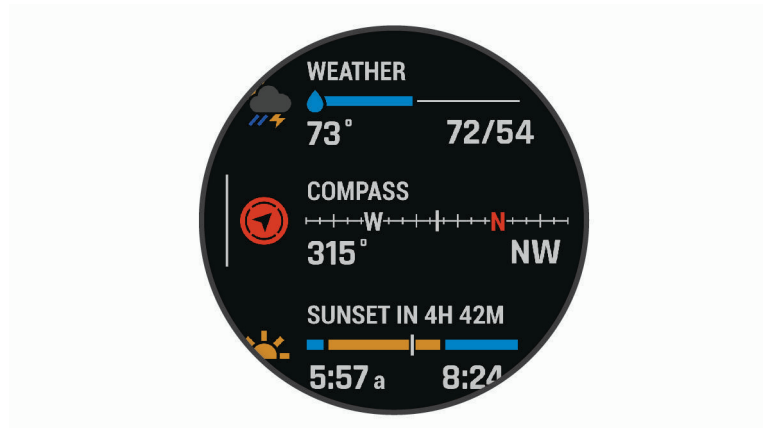 WEATHER
73° 72/54
COMPASS
W N
315° NW
SUNSET IN 4H 42M
5:57 a 8:24